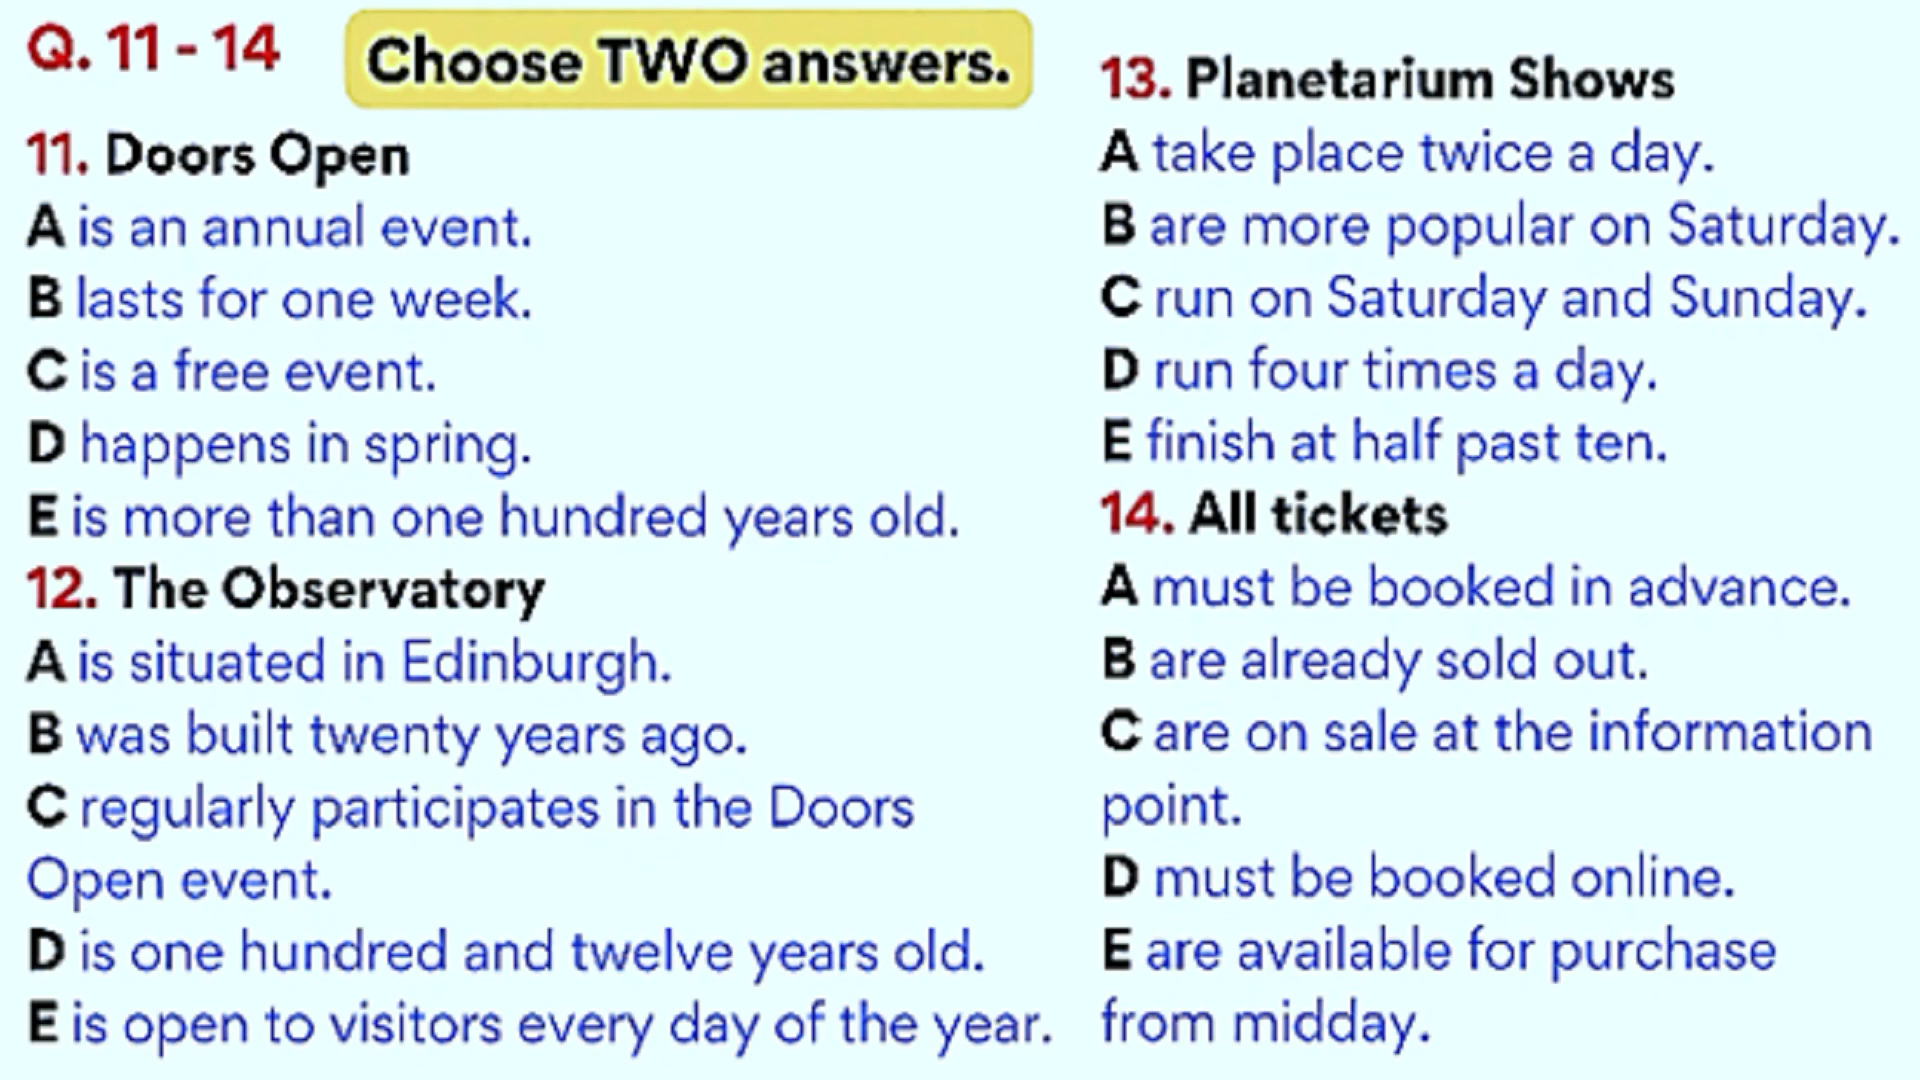 Q. 11 - 14
Choose TWO answers.
11. Doors Open
A is an annual event.
B lasts for one week.
C is a free event.
D happens in spring.
E is more than one hundred years old.
12. The Observatory
A is situated in Edinburgh.
B was built twenty years ago.
C regularly participates in the Doors
Open event.
D is one hundred and twelve years old.
E is open to visitors every day of the year.
13. Planetarium Shows
A take place twice a day.
B are more popular on Saturday.
C run on Saturday and Sunday.
D run four times a day.
E finish at half past ten.
14. All tickets
A must be booked in advance.
B are already sold out.
C are on sale at the information
point.
D must be booked online.
E are available for purchase
from midday.